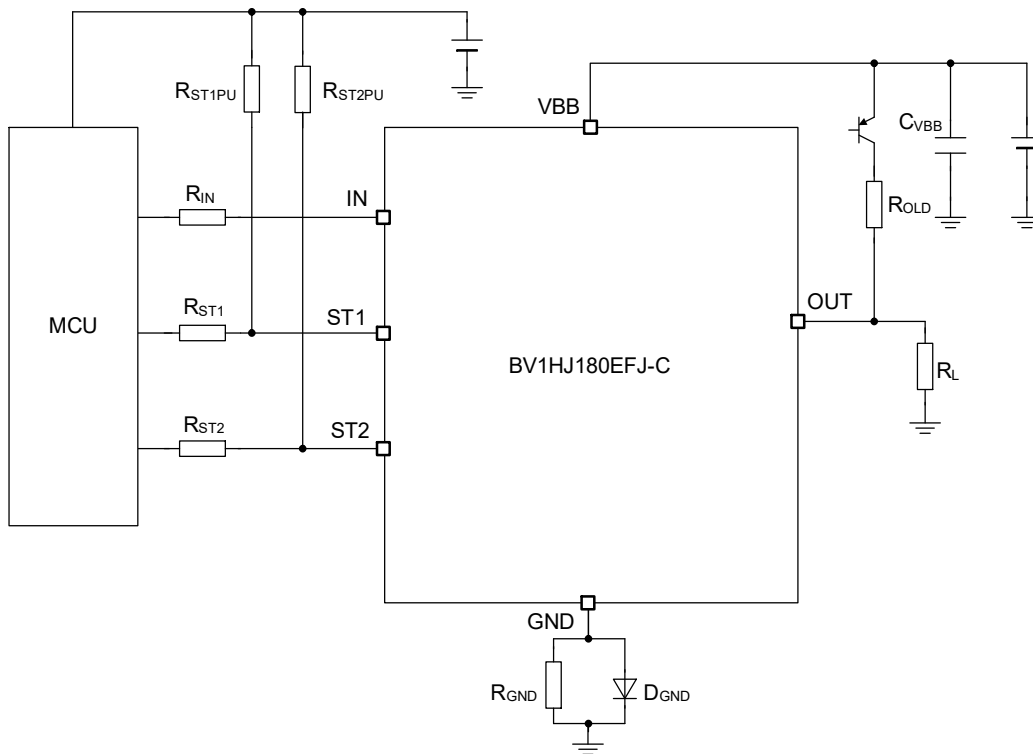 RST1PU
RST2PU
VBB
CVBB
RIN
IN
ROLD
MCU
RST1
ST1
OUT
BV1HJ180EFJ-C
RL
RST2
ST2
GND
RGND
DGND